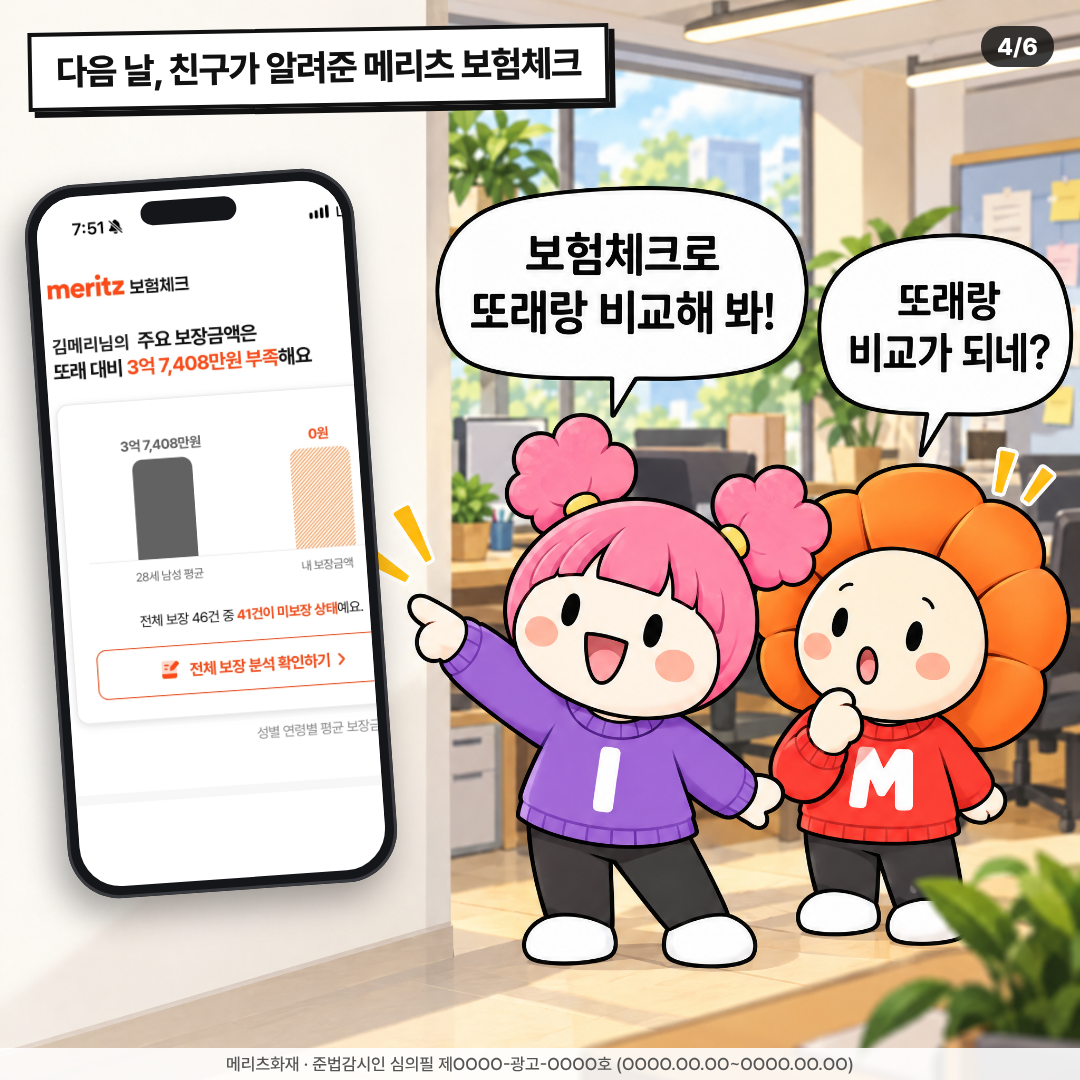 다음 날, 친구가 알려준 메리츠 보험체크
4/6
7:51
meritz 보험체크
김메리님의 주요 보장금액은
또래 대비 3억 7,408만원 부족해요
3억 7,408만원
0원
28세 남성 평균
내 보장금액
전체 보장 46건 중 41건이 미보장 상태예요.
전체 보장 분석 확인하기 >
성별 연령별 평균 보장금
보험체크로
또래랑 비교해 봐!
또래랑
비교가 되네?
I
M
메리츠화재 · 준법감시인 심의필 제OOOO-광고-OOOO호 (OOOO.OO.OO~OOOO.OO.OO)